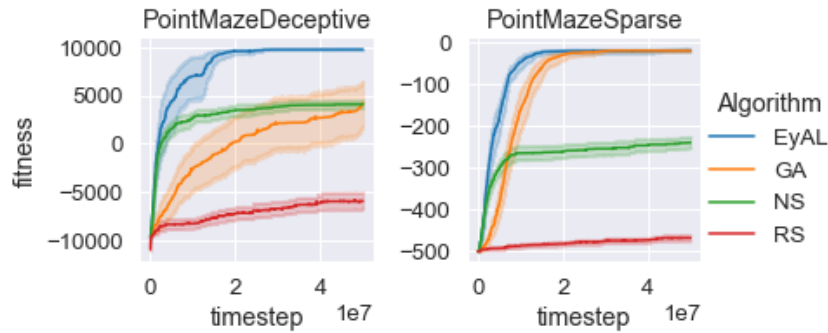 PointMazeDeceptive
PointMazeSparse
fitness
10000
5000
0
−5000
−10000
0
2
4
1e7
timestep
0
−100
−200
−300
−400
−500
0
2
4
1e7
timestep
Algorithm
EyAL
GA
NS
RS